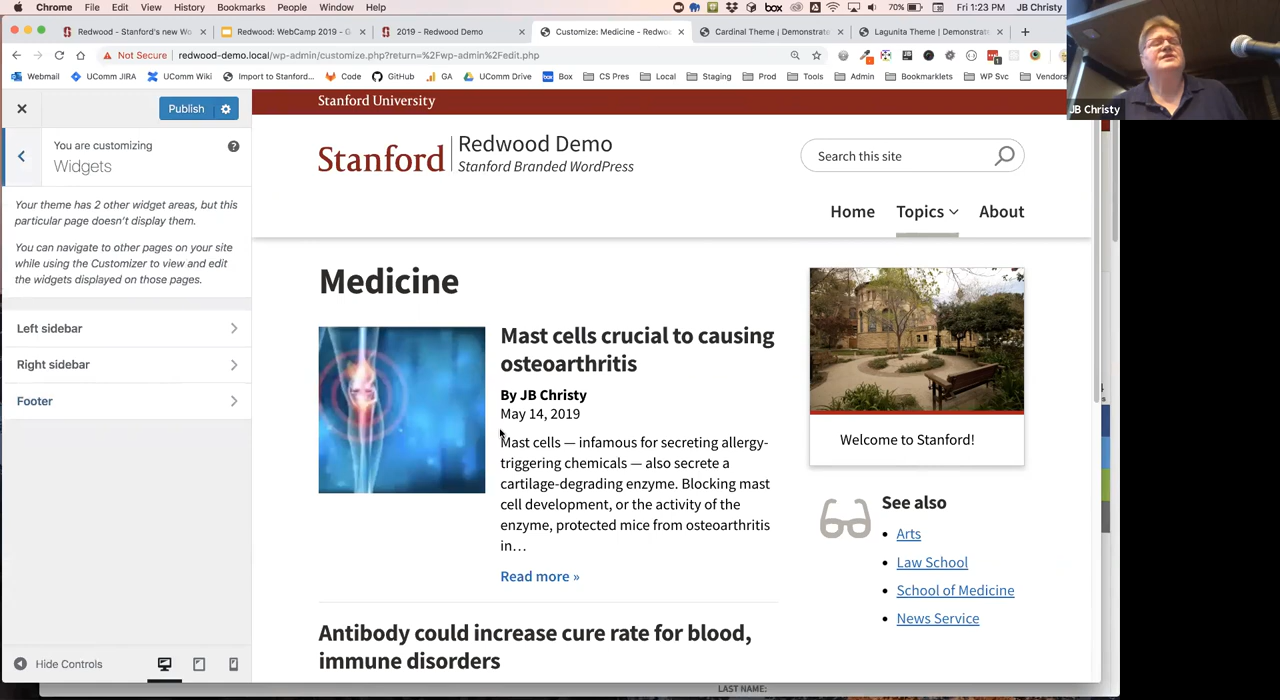 Chrome File Edit View History Bookmarks People Window Help box 70% Fri 1:23 PM JB Christy
Redwood - Stanford's new Wo Redwood: WebCamp 2019 - G 2019 - Redwood Demo Customize: Medicine - Redwo Cardinal Theme | Demonstrate Lagunita Theme | Demonstrate
Not Secure redwood.local/wp-admin/customize.php?return=%2Fwp-admin%2Fedit.php
Webmail UComm JIRA UComm Wiki Import to Stanford... Code GitHub GA UComm Drive Box CS Pres Local Staging Prod Tools Admin Bookmarklets WP Svc Vendors
JB Christy
Publish
You are customizing
Widgets
Your theme has 2 other widget areas, but this
particular page doesn't display them.
You can navigate to other pages on your site
while using the Customizer to view and edit
the widgets displayed on those pages.
Left sidebar
Right sidebar
Footer
Hide Controls
Stanford University
Stanford
Redwood Demo
Stanford Branded WordPress
Search this site
Home Topics About
Medicine
Mast cells crucial to causing
osteoarthritis
By JB Christy
May 14, 2019
Mast cells — infamous for secreting allergy-
triggering chemicals — also secrete a
cartilage-degrading enzyme. Blocking mast
cell development, or the activity of the
enzyme, protected mice from osteoarthritis
in…
Read more »
Antibody could increase cure rate for blood,
immune disorders
Welcome to Stanford!
See also
Arts
Law School
School of Medicine
News Service
LAST NAME: